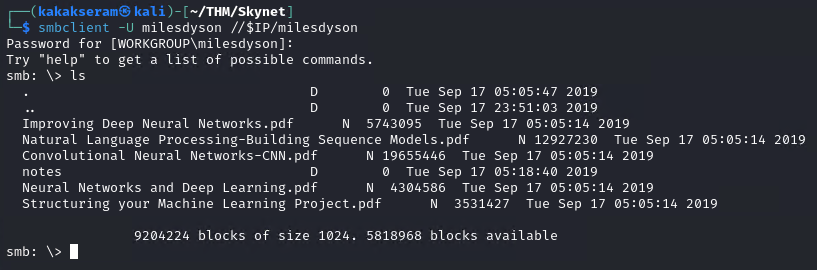 ┌──(kakakseram㉿kali)-[~/THM/Skynet]
└─$ smbclient -U milesdyson //$IP/milesdyson
Password for [WORKGROUP\milesdyson]:
Try "help" to get a list of possible commands.
smb: \> ls
  .                                   D        0  Tue Sep 17 05:05:47 2019
  ..                                  D        0  Tue Sep 17 23:51:03 2019
  Improving Deep Neural Networks.pdf      N  5743095  Tue Sep 17 05:05:14 2019
  Natural Language Processing-Building Sequence Models.pdf      N 12927230  Tue Sep 17 05:05:14 2019
  Convolutional Neural Networks-CNN.pdf      N 19655446  Tue Sep 17 05:05:14 2019
  notes                               D        0  Tue Sep 17 05:18:40 2019
  Neural Networks and Deep Learning.pdf      N  4304586  Tue Sep 17 05:05:14 2019
  Structuring your Machine Learning Project.pdf      N  3531427  Tue Sep 17 05:05:14 2019
                9204224 blocks of size 1024. 5818968 blocks available
smb: \>